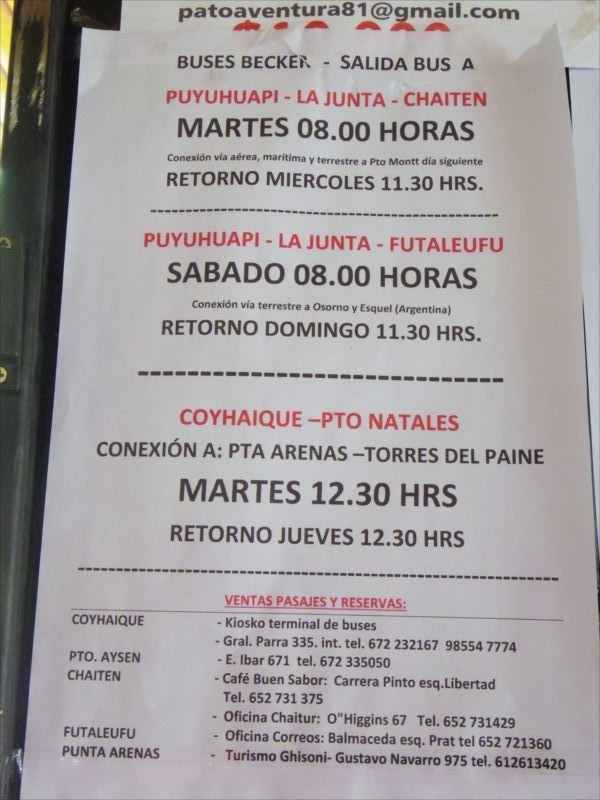 patoaventura81@gmail.com
BUSES BECKER - SALIDA BUS A
PUYUHUAPI - LA JUNTA - CHAITEN
MARTES 08.00 HORAS
Conexión via aérea, marítima y terrestre a Pto Montt día siguiente
RETORNO MIERCOLES 11.30 HRS.
PUYUHUAPI - LA JUNTA - FUTALEUFU
SABADO 08.00 HORAS
Conexión vía terrestre a Osorno y Esquel (Argentina)
RETORNO DOMINGO 11.30 HRS.
COYHAIQUE –PTO NATALES
CONEXIÓN A: PTA ARENAS –TORRES DEL PAINE
MARTES 12.30 HRS
RETORNO JUEVES 12.30 HRS
VENTAS PASAJES Y RESERVAS:
COYHAIQUE - Kiosko terminal de buses
- Gral. Parra 335. int. tel. 672 232167 98554 7774
PTO. AYSEN - E. Ibar 671 tel. 672 335050
CHAITEN - Café Buen Sabor: Carrera Pinto esq.Libertad
Tel. 652 731 375
- Oficina Chaitur: O"Higgins 67 Tel. 652 731429
FUTALEUFU - Oficina Correos: Balmaceda esq. Prat tel 652 721360
PUNTA ARENAS - Turismo Ghisoni- Gustavo Navarro 975 tel. 612613420